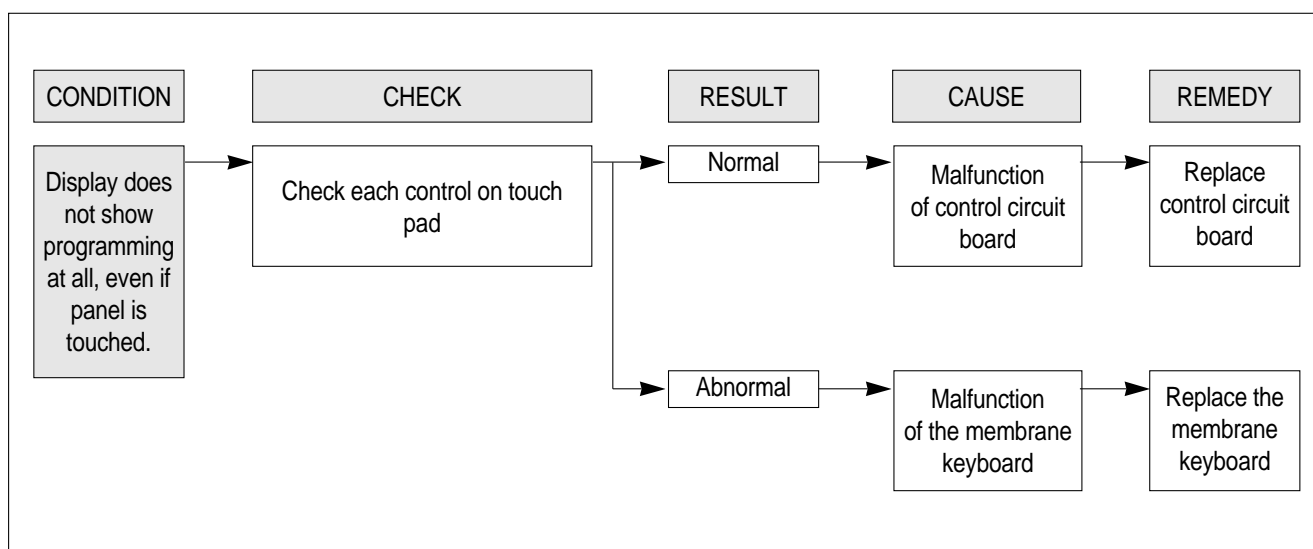 CONDITION
CHECK
RESULT
CAUSE
REMEDY
Display does
not show
programming
at all, even if
panel is
touched.
Check each control on touch
pad
Normal
Malfunction
of control circuit
board
Replace
control circuit
board
Abnormal
Malfunction
of the membrane
keyboard
Replace the
membrane
keyboard